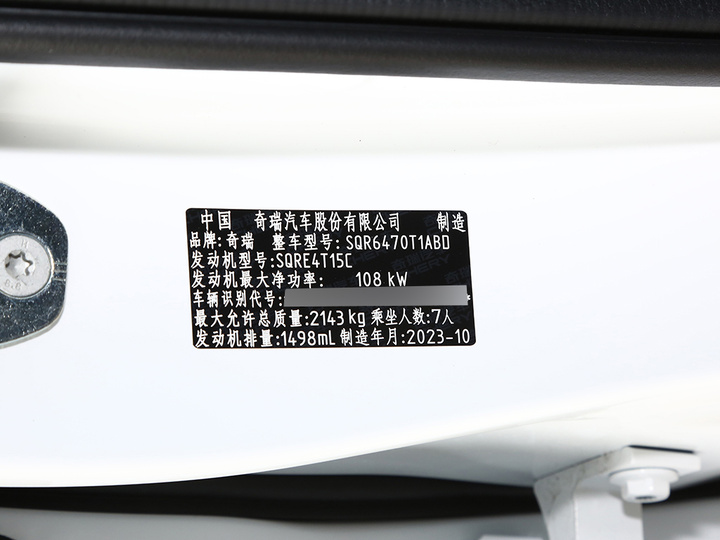 中国 奇瑞汽车股份有限公司 制造
品牌:奇瑞 整车型号:SQR6470T1ABD
发动机型号:SQRE4T15C
发动机最大净功率: 108 kW
车辆识别代号:
最大允许总质量:2143 kg 乘坐人数:7人
发动机排量:1498mL 制造年月:2023-10